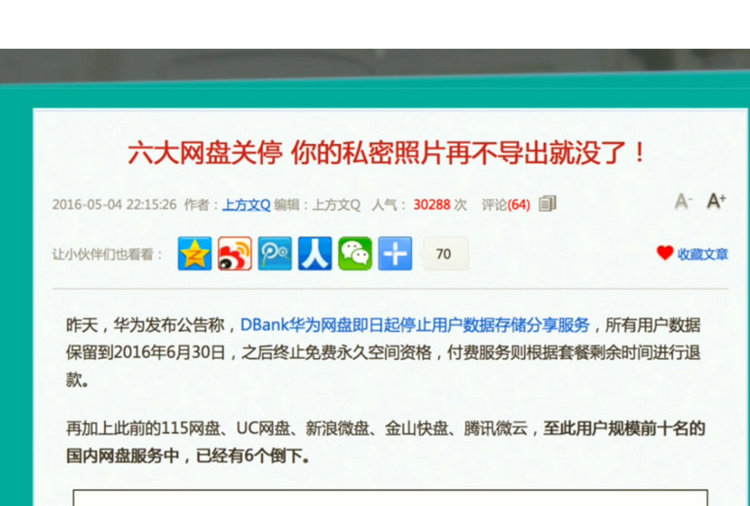 六大网盘关停 你的私密照片再不导出就没了！
2016-05-04 22:15:26 作者：上方文Q 编辑：上方文Q 人气：30288 次 评论(64) A- A+
让小伙伴们也看看： 70 收藏文章
昨天，华为发布公告称，DBank华为网盘即日起停止用户数据存储分享服务，所有用户数据
保留到2016年6月30日，之后终止免费永久空间资格，付费服务则根据套餐剩余时间进行退
款。
再加上此前的115网盘、UC网盘、新浪微盘、金山快盘、腾讯微云，至此用户规模前十名的
国内网盘服务中，已经有6个倒下。